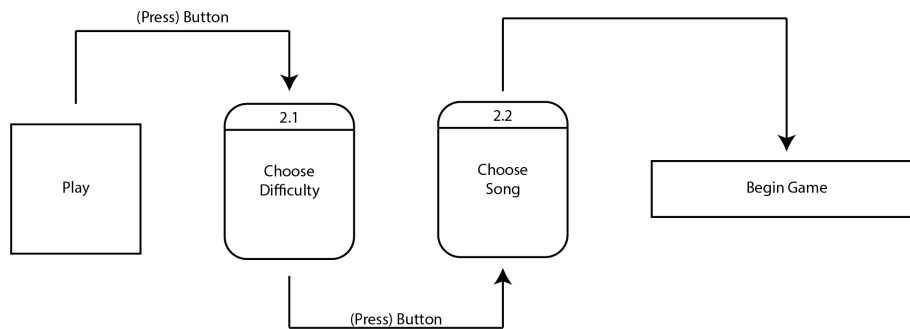 (Press) Button
Play
2.1
Choose
Difficulty
(Press) Button
2.2
Choose
Song
Begin Game